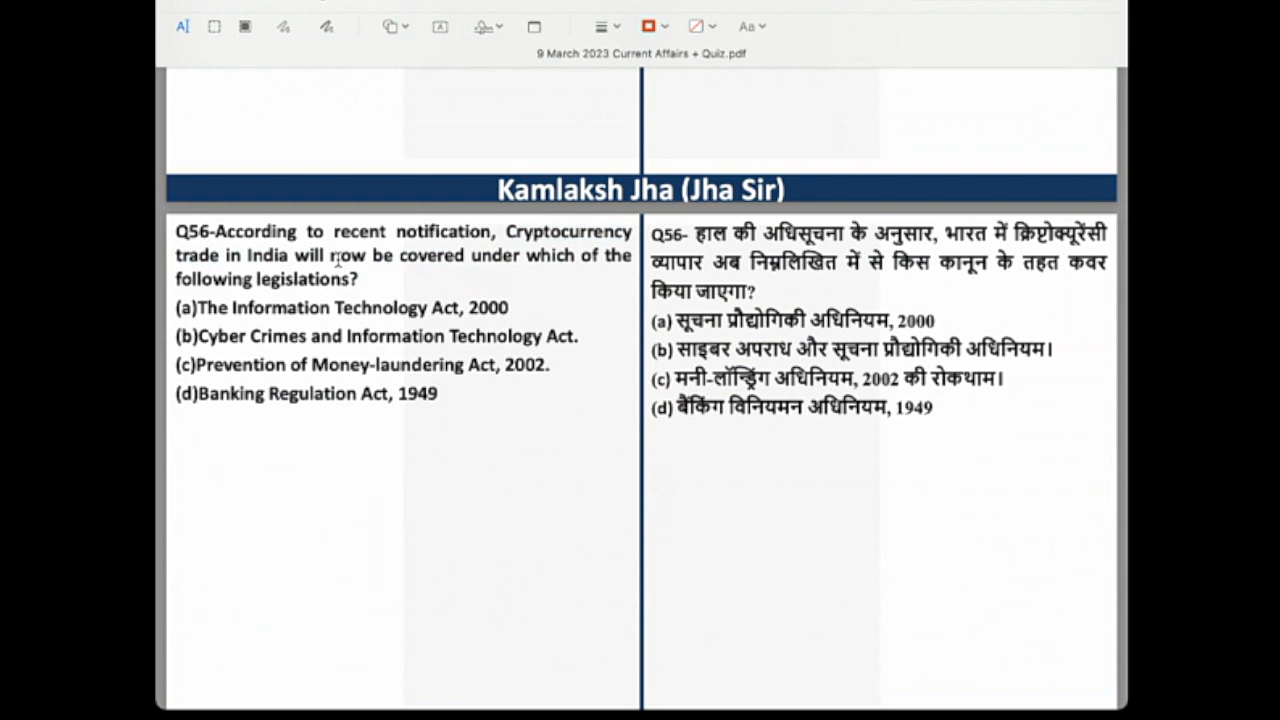 Aa
9 March 2023 Current Affairs + Quiz.pdf
Kamlaksh Jha (Jha Sir)
Q56-According to recent notification, Cryptocurrency
trade in India will now be covered under which of the
following legislations?
(a)The Information Technology Act, 2000
(b)Cyber Crimes and Information Technology Act.
(c)Prevention of Money-laundering Act, 2002.
(d)Banking Regulation Act, 1949
Q56- हाल की अधिसूचना के अनुसार, भारत में क्रिप्टोक्यूरेंसी
व्यापार अब निम्नलिखित में से किस कानून के तहत कवर
किया जाएगा?
(a) सूचना प्रौद्योगिकी अधिनियम, 2000
(b) साइबर अपराध और सूचना प्रौद्योगिकी अधिनियम।
(c) मनी-लॉन्ड्रिंग अधिनियम, 2002 की रोकथाम।
(d) बैंकिंग विनियमन अधिनियम, 1949